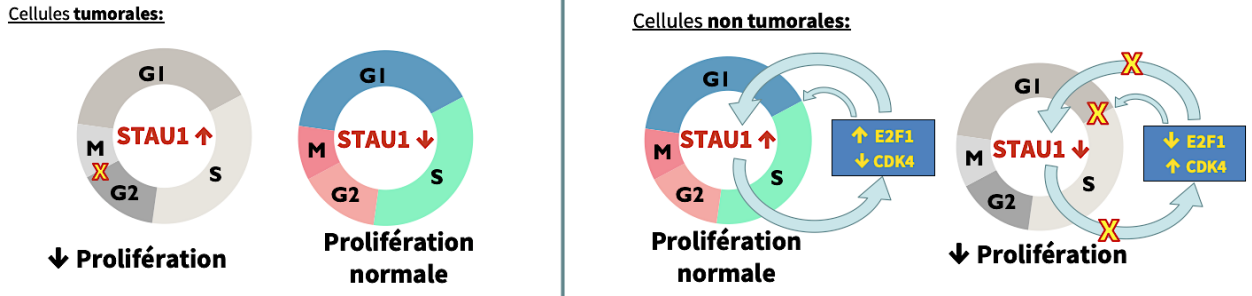 Cellules tumorales:
G1
STAU1 ↑
M
X
G2
S
↓ Prolifération
G1
STAU1 ↓
M
G2
S
Prolifération
normale
Cellules non tumorales:
G1
STAU1 ↑
M
G2
S
↑ E2F1
↓ CDK4
Prolifération
normale
X
G1
X
STAU1 ↓
M
G2
S
↓ E2F1
↑ CDK4
X
↓ Prolifération